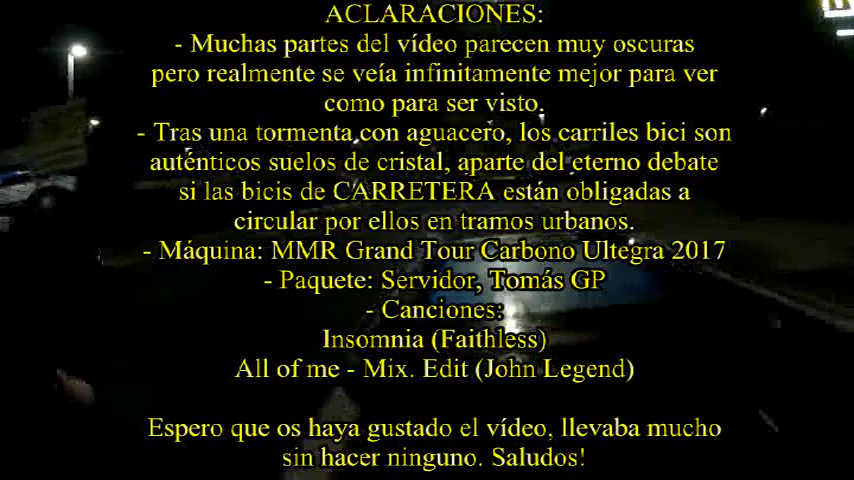 ACLARACIONES:
- Muchas partes del vídeo parecen muy oscuras
pero realmente se veía infinitamente mejor para ver
como para ser visto.
- Tras una tormenta con aguacero, los carriles bici son
auténticos suelos de cristal, aparte del eterno debate
si las bicis de CARRETERA están obligadas a
circular por ellos en tramos urbanos.
- Máquina: MMR Grand Tour Carbono Ultegra 2017
- Paquete: Servidor, Tomás GP
- Canciones:
Insomnia (Faithless)
All of me - Mix. Edit (John Legend)
Espero que os haya gustado el vídeo, llevaba mucho
sin hacer ninguno. Saludos!